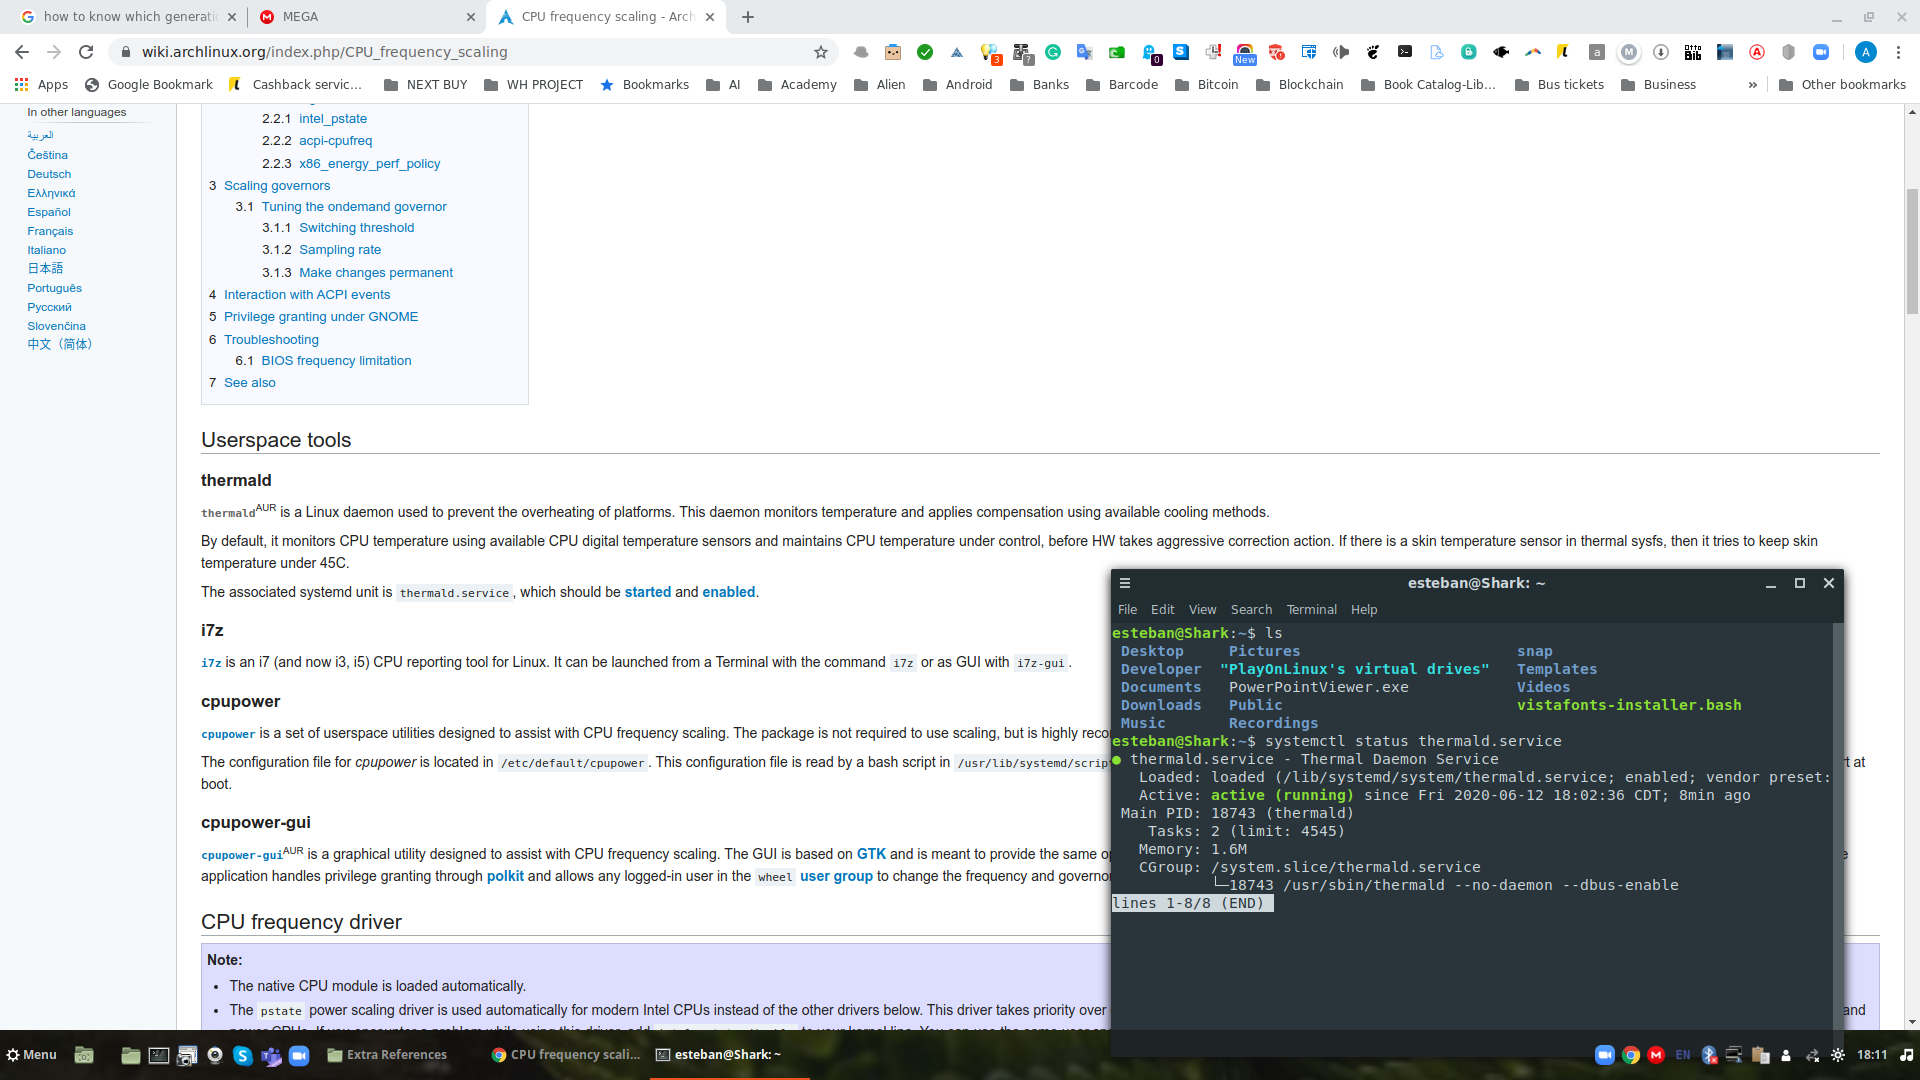 how to know which generati
MEGA
CPU frequency scaling - Arch
wiki.archlinux.org/index.php/CPU_frequency_scaling
3
?
New
0
A
Apps
Google Bookmark
Cashback servic...
NEXT BUY
WH PROJECT
Bookmarks
AI
Academy
Alien
Android
Banks
Barcode
Bitcoin
Blockchain
Book Catalog-Lib...
Bus tickets
Business
»
Other bookmarks
In other languages
العربية
Čeština
Deutsch
Ελληνικά
Español
Français
Italiano
日本語
Português
Русский
Slovenčina
中文（简体）
2.2.1 intel_pstate
2.2.2 acpi-cpufreq
2.2.3 x86_energy_perf_policy
3 Scaling governors
3.1 Tuning the ondemand governor
3.1.1 Switching threshold
3.1.2 Sampling rate
3.1.3 Make changes permanent
4 Interaction with ACPI events
5 Privilege granting under GNOME
6 Troubleshooting
6.1 BIOS frequency limitation
7 See also
Userspace tools
thermald
thermaldAUR is a Linux daemon used to prevent the overheating of platforms. This daemon monitors temperature and applies compensation using available cooling methods.
By default, it monitors CPU temperature using available CPU digital temperature sensors and maintains CPU temperature under control, before HW takes aggressive correction action. If there is a skin temperature sensor in thermal sysfs, then it tries to keep skin
temperature under 45C.
The associated systemd unit is thermald.service, which should be started and enabled.
i7z
i7z is an i7 (and now i3, i5) CPU reporting tool for Linux. It can be launched from a Terminal with the command i7z or as GUI with i7z-gui.
cpupower
cpupower is a set of userspace utilities designed to assist with CPU frequency scaling. The package is not required to use scaling, but is highly reco
The configuration file for cpupower is located in /etc/default/cpupower. This configuration file is read by a bash script in /usr/lib/systemd/script
t at
boot.
cpupower-gui
cpupower-guiAUR is a graphical utility designed to assist with CPU frequency scaling. The GUI is based on GTK and is meant to provide the same op
e
application handles privilege granting through polkit and allows any logged-in user in the wheel user group to change the frequency and governor
CPU frequency driver
Note:
• The native CPU module is loaded automatically.
• The pstate power scaling driver is used automatically for modern Intel CPUs instead of the other drivers below. This driver takes priority over
and
esteban@Shark: ~
File Edit View Search Terminal Help
esteban@Shark:~$ ls
Desktop Pictures snap
Developer "PlayOnLinux's virtual drives" Templates
Documents PowerPointViewer.exe Videos
Downloads Public vistafonts-installer.bash
Music Recordings
esteban@Shark:~$ systemctl status thermald.service
● thermald.service - Thermal Daemon Service
Loaded: loaded (/lib/systemd/system/thermald.service; enabled; vendor preset:
Active: active (running) since Fri 2020-06-12 18:02:36 CDT; 8min ago
Main PID: 18743 (thermald)
Tasks: 2 (limit: 4545)
Memory: 1.6M
CGroup: /system.slice/thermald.service
└─18743 /usr/sbin/thermald --no-daemon --dbus-enable
lines 1-8/8 (END)
Menu
Extra References
CPU frequency scali...
esteban@Shark: ~
EN
18:11